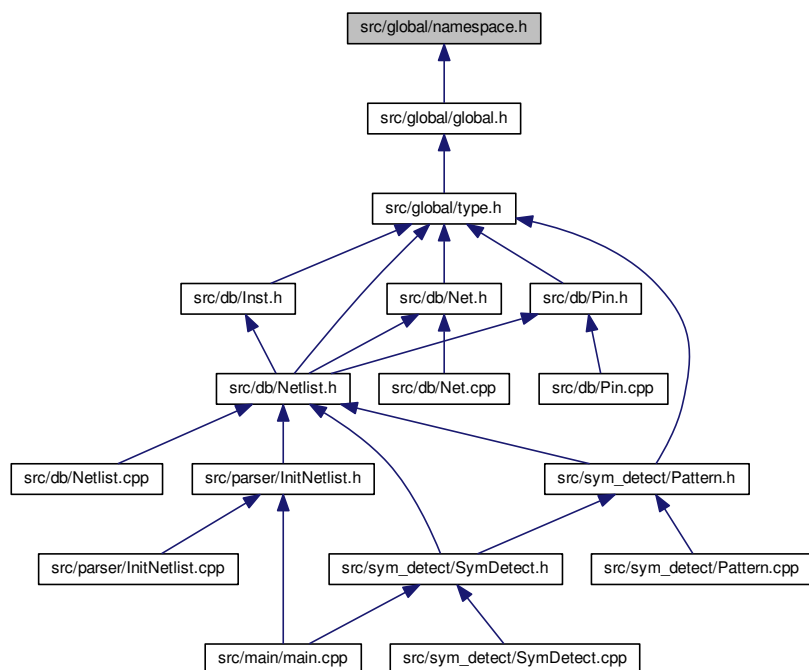 src/global/namespace.h
src/global/global.h
src/global/type.h
src/db/Inst.h
src/db/Net.h
src/db/Pin.h
src/db/Netlist.h
src/db/Net.cpp
src/db/Pin.cpp
src/db/Netlist.cpp
src/parser/InitNetlist.h
src/sym_detect/Pattern.h
src/parser/InitNetlist.cpp
src/sym_detect/SymDetect.h
src/sym_detect/Pattern.cpp
src/main/main.cpp
src/sym_detect/SymDetect.cpp